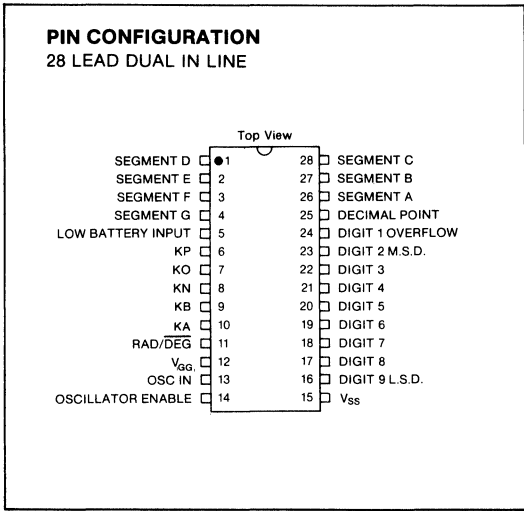 PIN CONFIGURATION
28 LEAD DUAL IN LINE
Top View
SEGMENT D 1 28 SEGMENT C
SEGMENT E 2 27 SEGMENT B
SEGMENT F 3 26 SEGMENT A
SEGMENT G 4 25 DECIMAL POINT
LOW BATTERY INPUT 5 24 DIGIT 1 OVERFLOW
KP 6 23 DIGIT 2 M.S.D.
KO 7 22 DIGIT 3
KN 8 21 DIGIT 4
KB 9 20 DIGIT 5
KA 10 19 DIGIT 6
RAD/D̅E̅G̅ 11 18 DIGIT 7
VGG, 12 17 DIGIT 8
OSC IN 13 16 DIGIT 9 L.S.D.
OSCILLATOR ENABLE 14 15 VSS